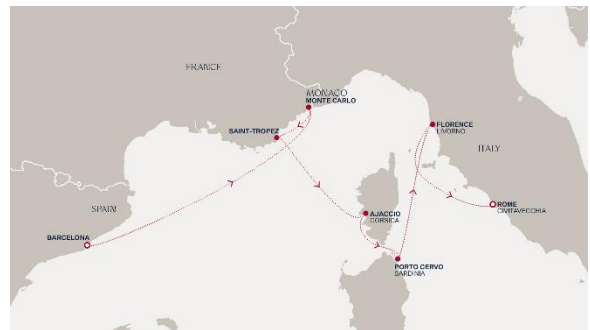 FRANCE
MONACO
MONTE CARLO
SAINT-TROPEZ
FLORENCE
LIVORNO
ITALY
SPAIN
AJACCIO
CORSICA
ROME
CIVITAVECCHIA
BARCELONA
PORTO CERVO
SARDINIA